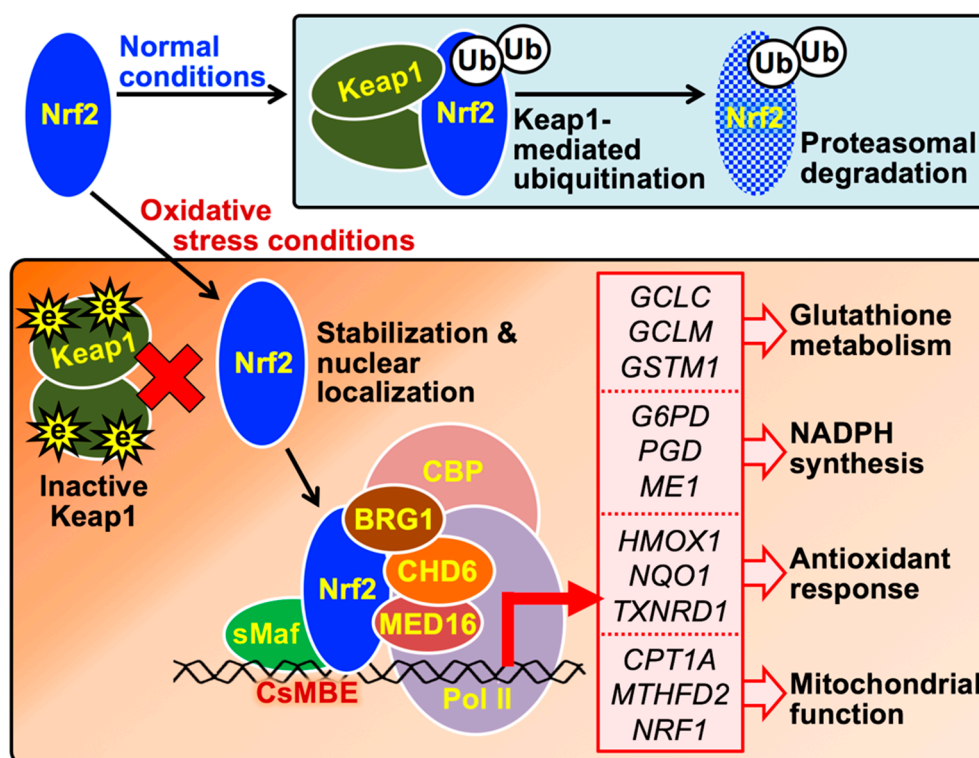 Nrf2
Normal
conditions
Keap1
Nrf2
Ub
Ub
Keap1-
mediated
ubiquitination
Nrf2
Ub
Ub
Proteasomal
degradation
Oxidative
stress conditions
e
e
Keap1
e
e
Inactive
Keap1
Nrf2
Stabilization &
nuclear
localization
CBP
BRG1
Nrf2
CHD6
MED16
sMaf
CsMBE
Pol II
GCLC
GCLM
GSTM1
Glutathione
metabolism
G6PD
PGD
ME1
NADPH
synthesis
HMOX1
NQO1
TXNRD1
Antioxidant
response
CPT1A
MTHFD2
NRF1
Mitochondrial
function